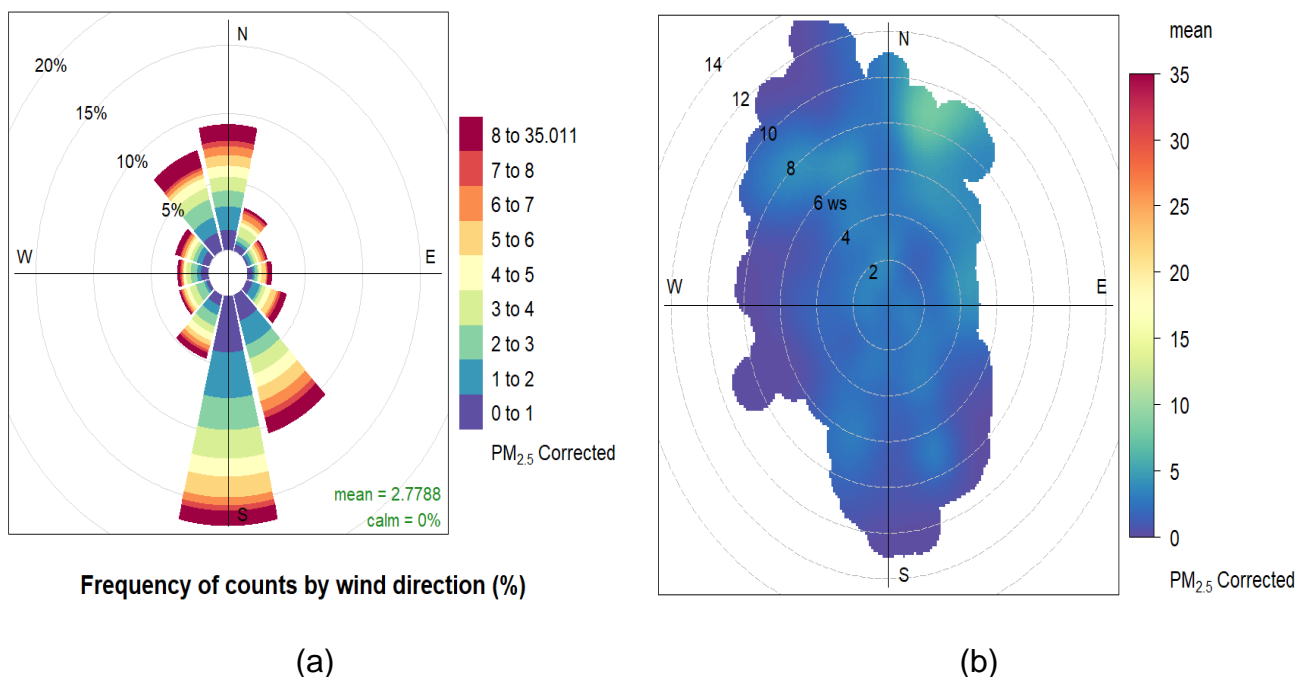 N
20%
15%
10%
5%
W
E
S
8 to 35.011
7 to 8
6 to 7
5 to 6
4 to 5
3 to 4
2 to 3
1 to 2
0 to 1
PM2.5 Corrected
mean = 2.7788
calm = 0%
Frequency of counts by wind direction (%)
(a)
N
14
12
10
8
6 ws
4
2
W
E
S
mean
35
30
25
20
15
10
5
0
PM2.5 Corrected
(b)